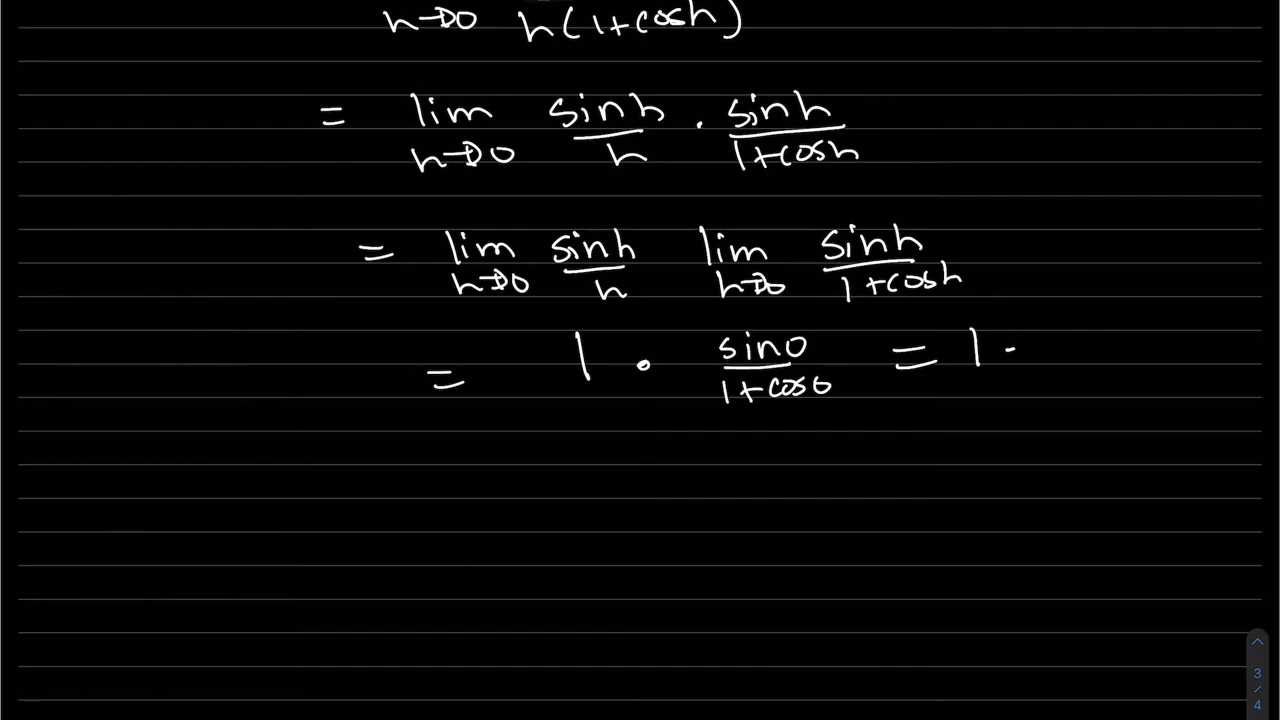 h→0 h(1+cosh)
= lim sinh/h · sinh/1+cosh
h→0
= lim sinh/h lim sinh/1+cosh
h→0 h→0
= 1 · sin0/1+cos0 = 1 ·
3/4